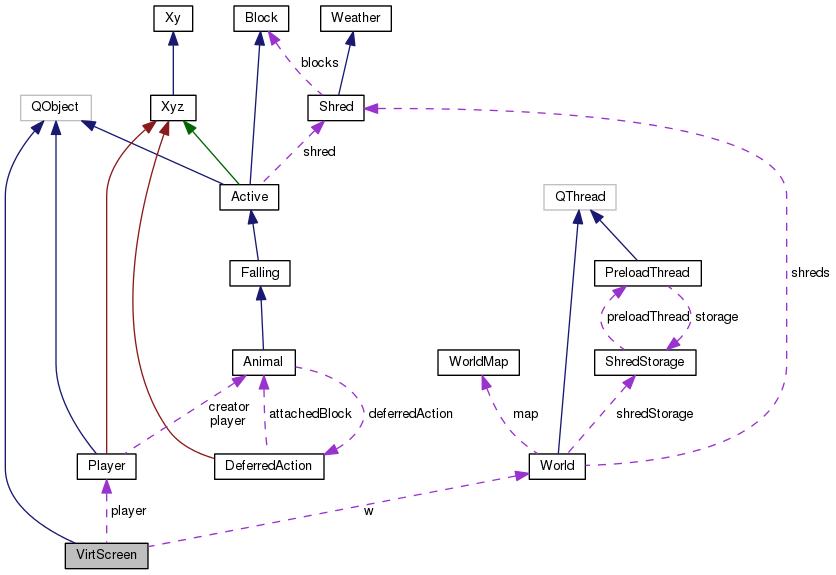 Xy
Block
Weather
blocks
QObject
Xyz
Shred
shred
Active
QThread
Falling
PreloadThread
shreds
preloadThread
storage
Animal
WorldMap
ShredStorage
creator
player
attachedBlock
deferredAction
map
shredStorage
Player
DeferredAction
World
player
w
VirtScreen